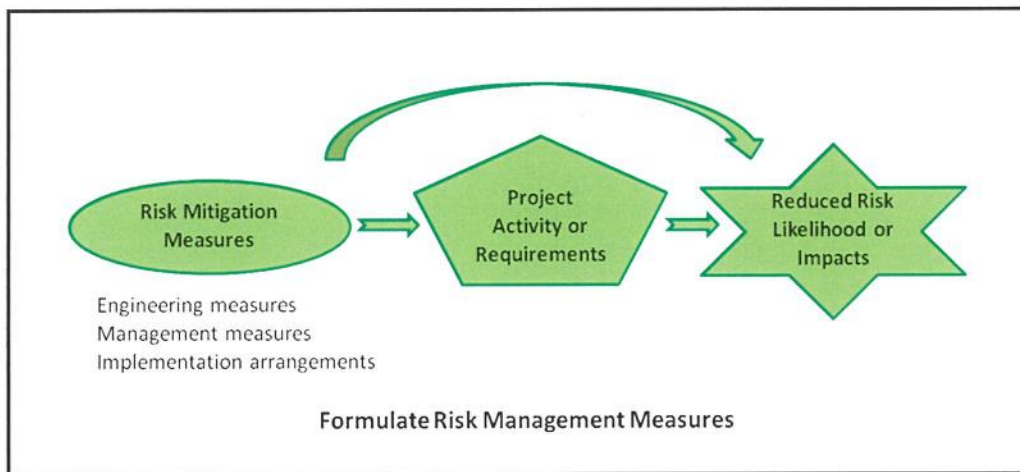 Risk Mitigation
Measures
Project
Activity or
Requirements
Reduced Risk
Likelihood or
Impacts
Engineering measures
Management measures
Implementation arrangements
Formulate Risk Management Measures